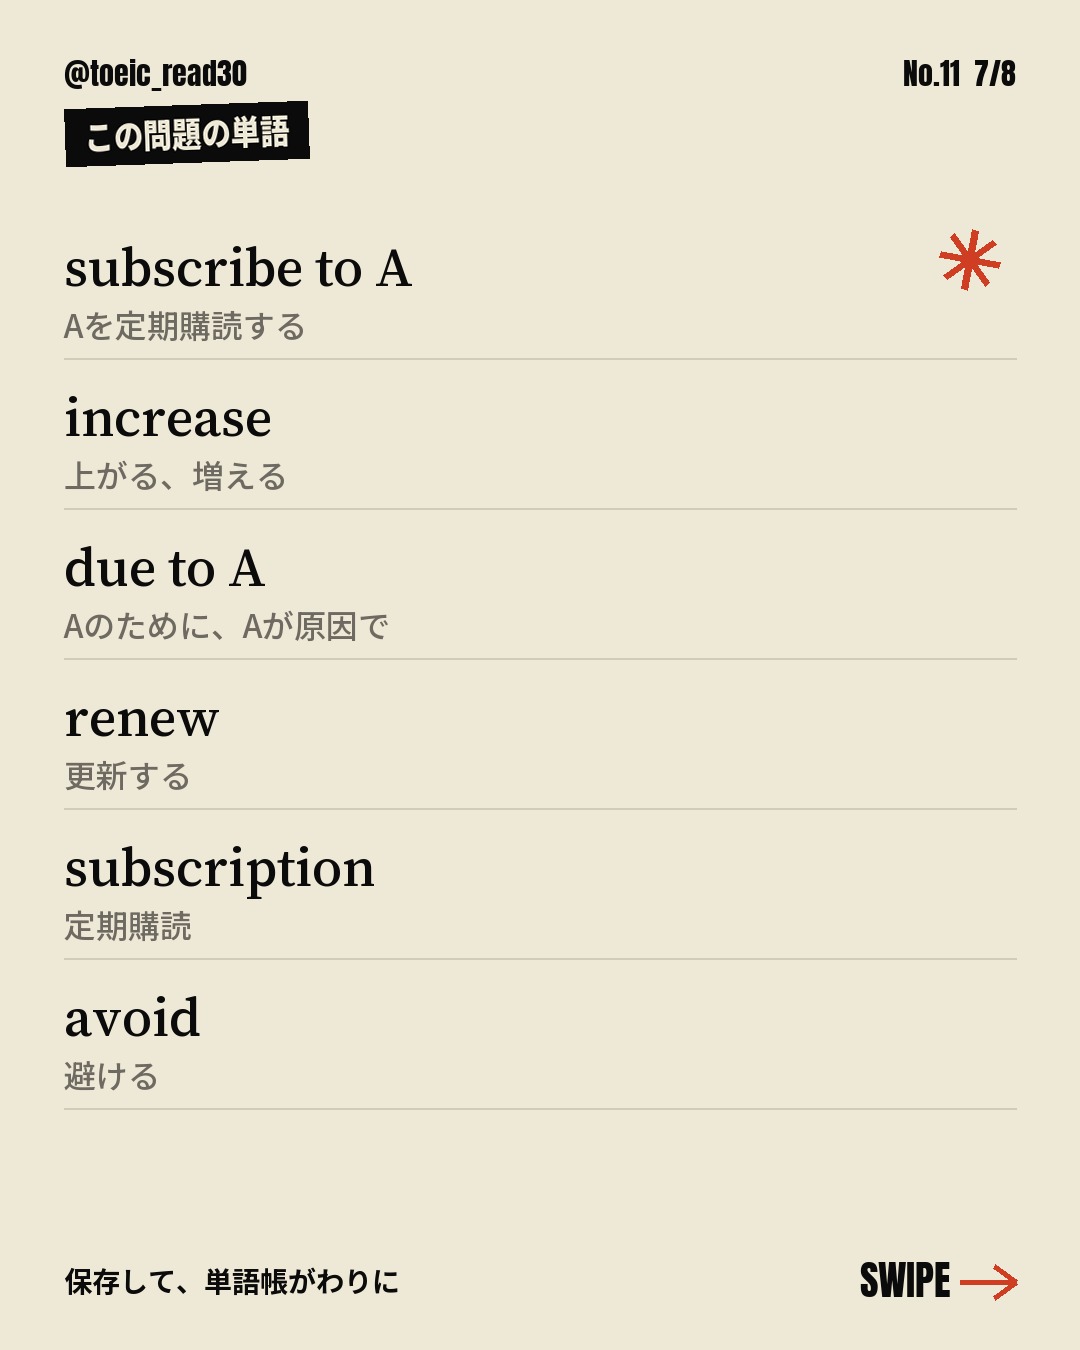 @toeic_read30
No.11 7/8
この問題の単語
subscribe to A
Aを定期購読する
increase
上がる、増える
due to A
Aのために、Aが原因で
renew
更新する
subscription
定期購読
avoid
避ける
保存して、単語帳がわりに
SWIPE